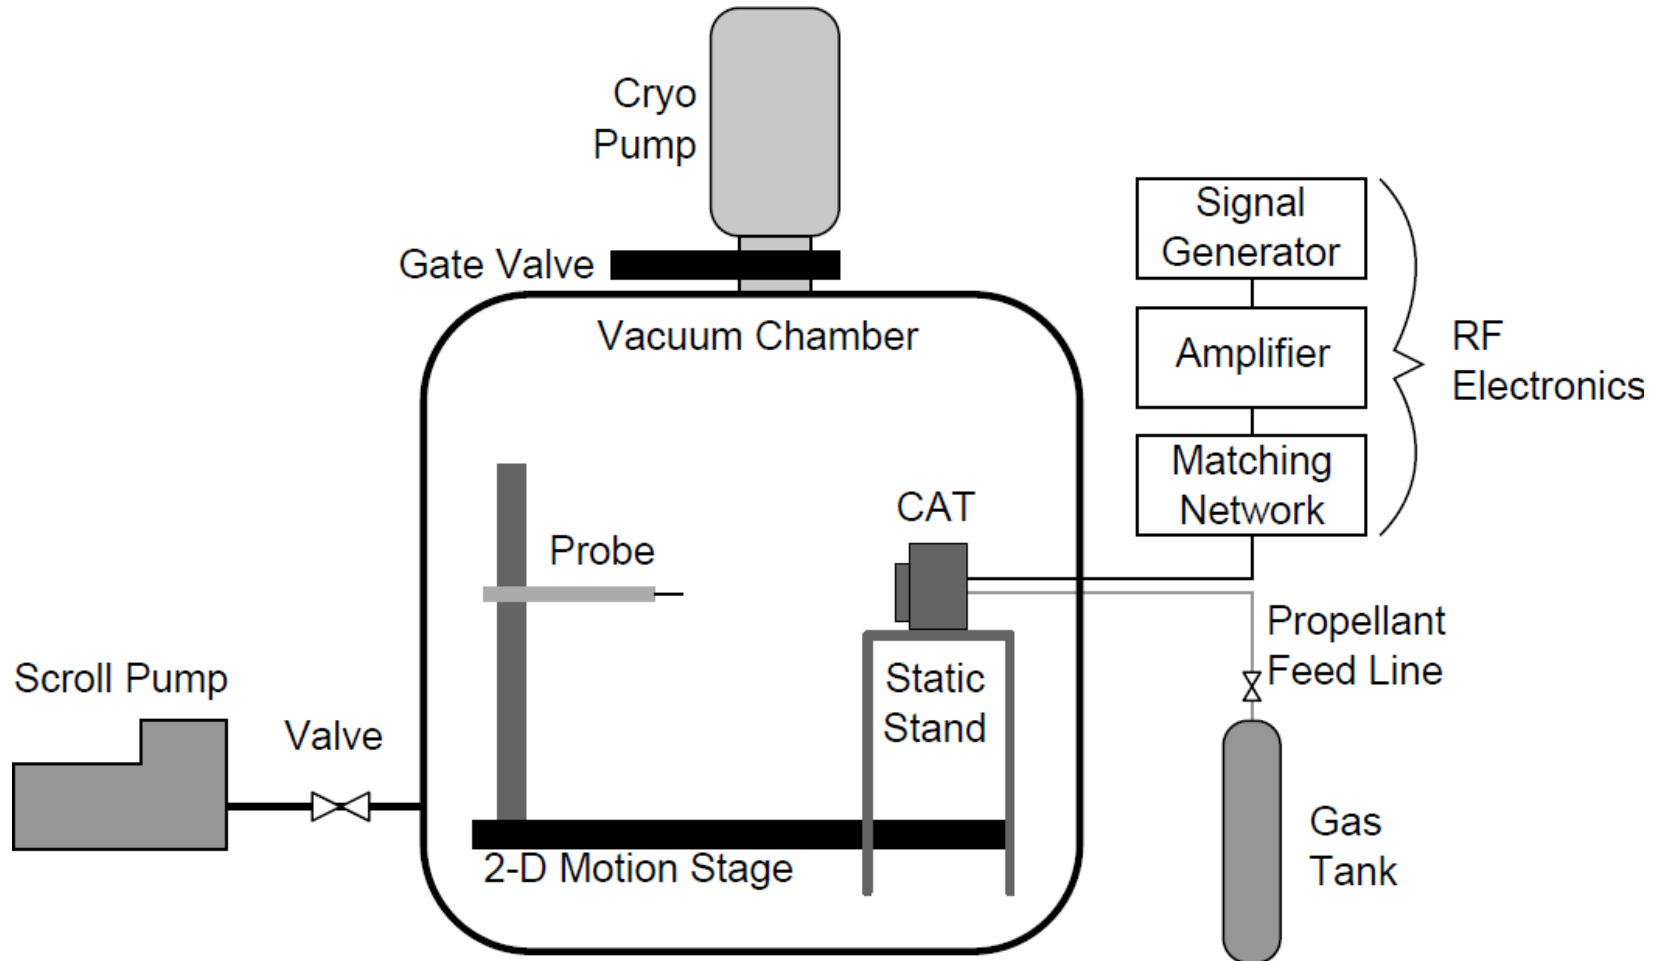 Cryo
Pump
Gate Valve
Vacuum Chamber
Signal
Generator
Amplifier
RF
Electronics
Matching
Network
CAT
Probe
Propellant
Feed Line
Scroll Pump
Valve
Static
Stand
2-D Motion Stage
Gas
Tank